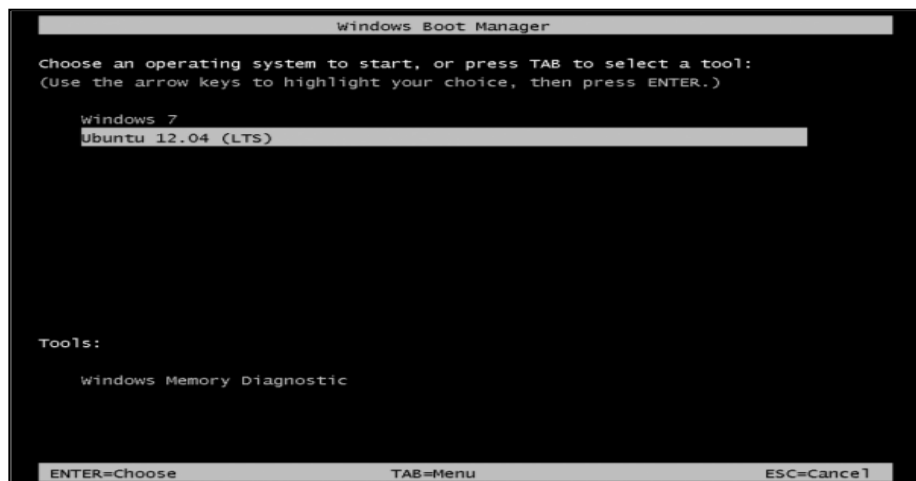 Windows Boot Manager
Choose an operating system to start, or press TAB to select a tool:
(Use the arrow keys to highlight your choice, then press ENTER.)
Windows 7
Ubuntu 12.04 (LTS)
Tools:
Windows Memory Diagnostic
ENTER=Choose TAB=Menu ESC=Cancel